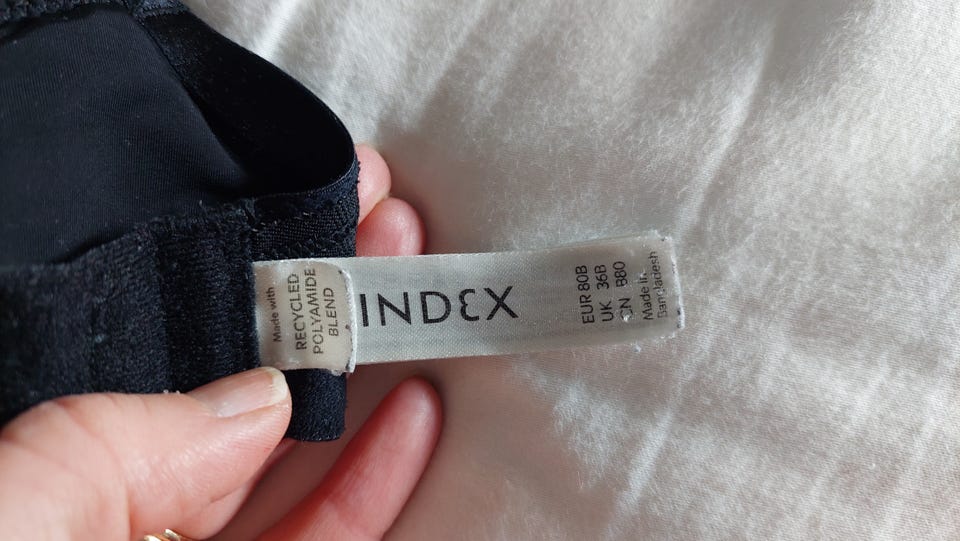 Made with
RECYCLED
POLYAMIDE
BLEND
INDEX
EUR 80B
UK 36B
CN B80
Made in
Bangladesh